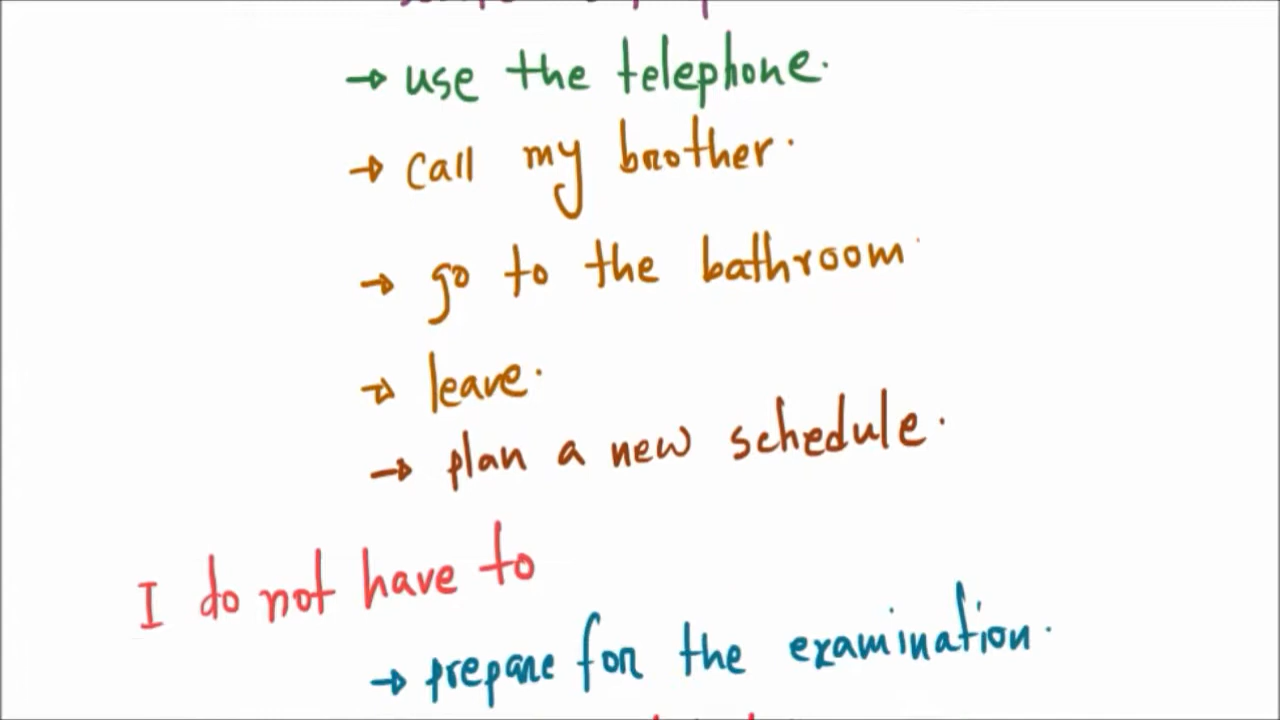 → use the telephone.
→ call my brother.
→ go to the bathroom.
→ leave.
→ plan a new schedule.
I do not have to
→ prepare for the examination.